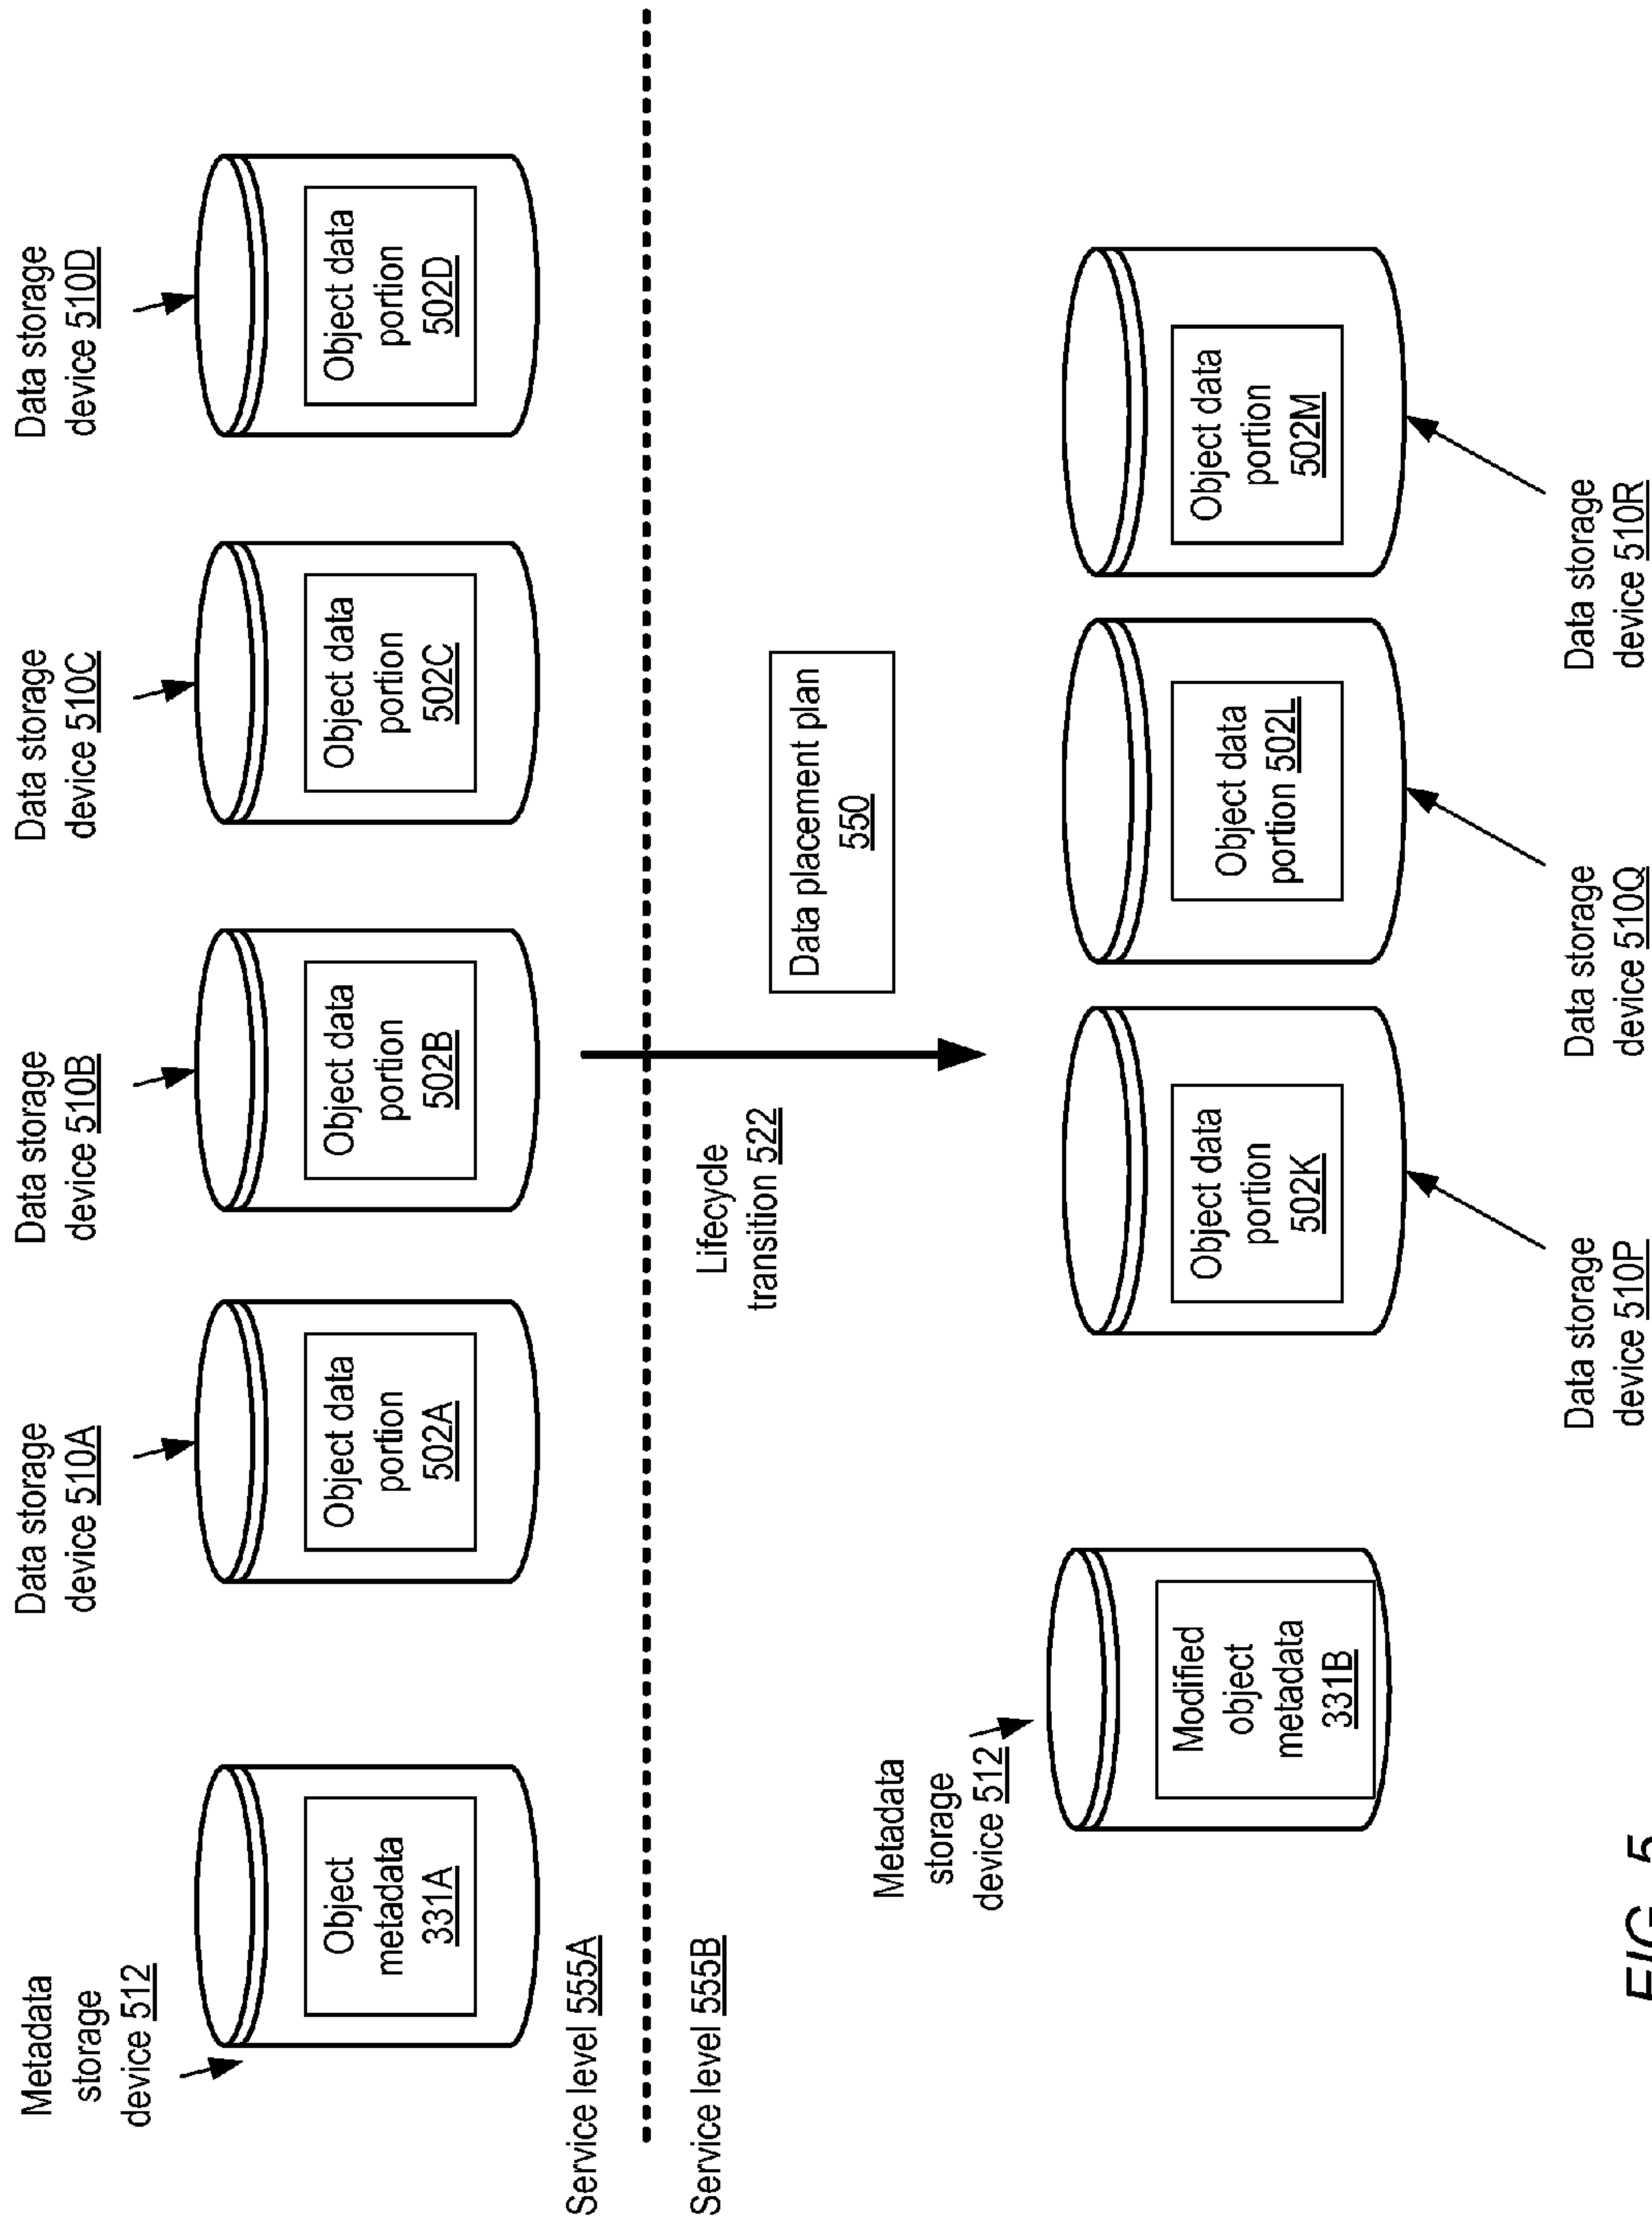 Metadata
storage
device 512
Data storage
device 510A
Data storage
device 510B
Data storage
device 510C
Data storage
device 510D
Object
metadata
331A
Object data
portion
502A
Object data
portion
502B
Object data
portion
502C
Object data
portion
502D
Service level 555A
Service level 555B
Lifecycle
transition 522
Data placement plan
550
Metadata
storage
device 512
Modified
object
metadata
331B
Object data
portion
502K
Object data
portion 502L
Object data
portion
502M
Data storage
device 510P
Data storage
device 510Q
Data storage
device 510R
FIG. 5